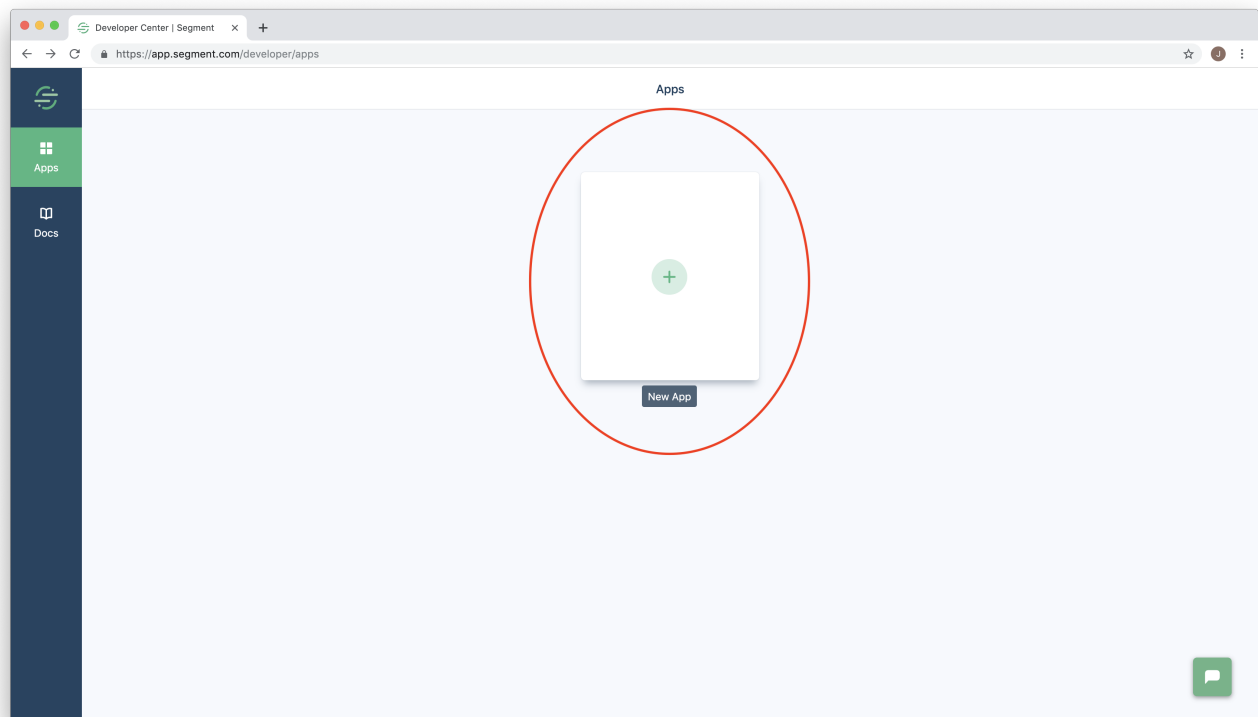 Developer Center | Segment
https://app.segment.com/developer/apps
J
Apps
Apps
Docs
New App